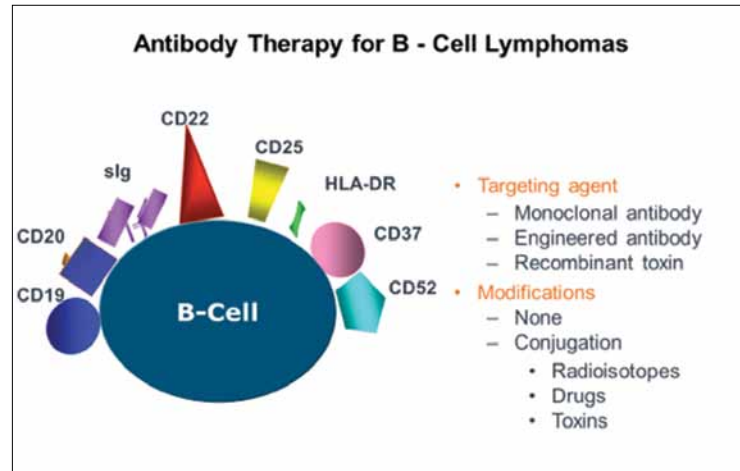 Antibody Therapy for B - Cell Lymphomas
CD22
CD25
sIg
HLA-DR
CD20
CD37
CD19
CD52
B-Cell
• Targeting agent
– Monoclonal antibody
– Engineered antibody
– Recombinant toxin
• Modifications
– None
– Conjugation
• Radioisotopes
• Drugs
• Toxins